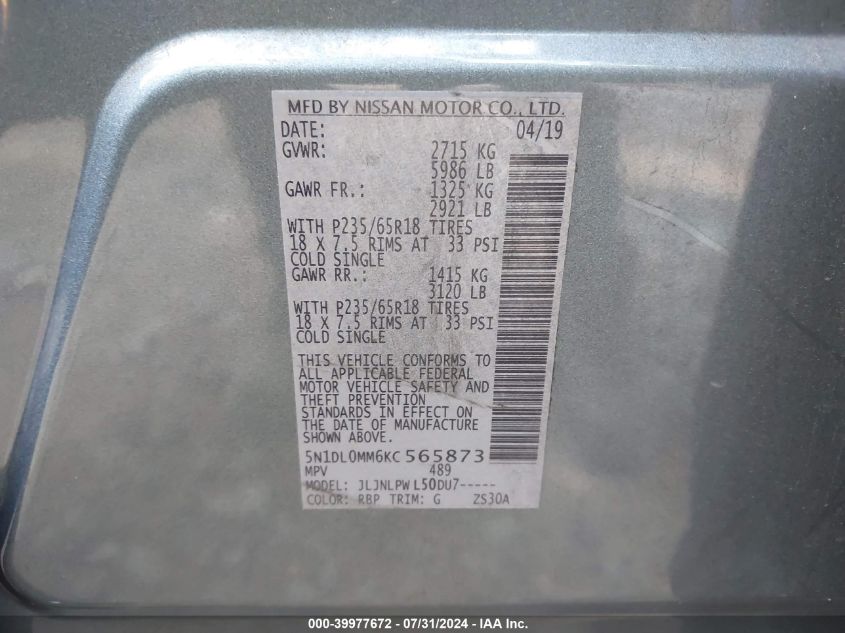 MFD BY NISSAN MOTOR CO., LTD.
DATE: 04/19
GVWR: 2715 KG
5986 LB
GAWR FR.: 1325 KG
2921 LB
WITH P235/65R18 TIRES
18 X 7.5 RIMS AT 33 PSI
COLD SINGLE
GAWR RR.: 1415 KG
3120 LB
WITH P235/65R18 TIRES
18 X 7.5 RIMS AT 33 PSI
COLD SINGLE
THIS VEHICLE CONFORMS TO
ALL APPLICABLE FEDERAL
MOTOR VEHICLE SAFETY AND
THEFT PREVENTION
STANDARDS IN EFFECT ON
THE DATE OF MANUFACTURE
SHOWN ABOVE.
5N1DL0MM6KC565873
MPV 489
MODEL: JLJNLPWL50DU7-----
COLOR: RBP TRIM: G ZS30A
000-39977672 - 07/31/2024 - IAA Inc.